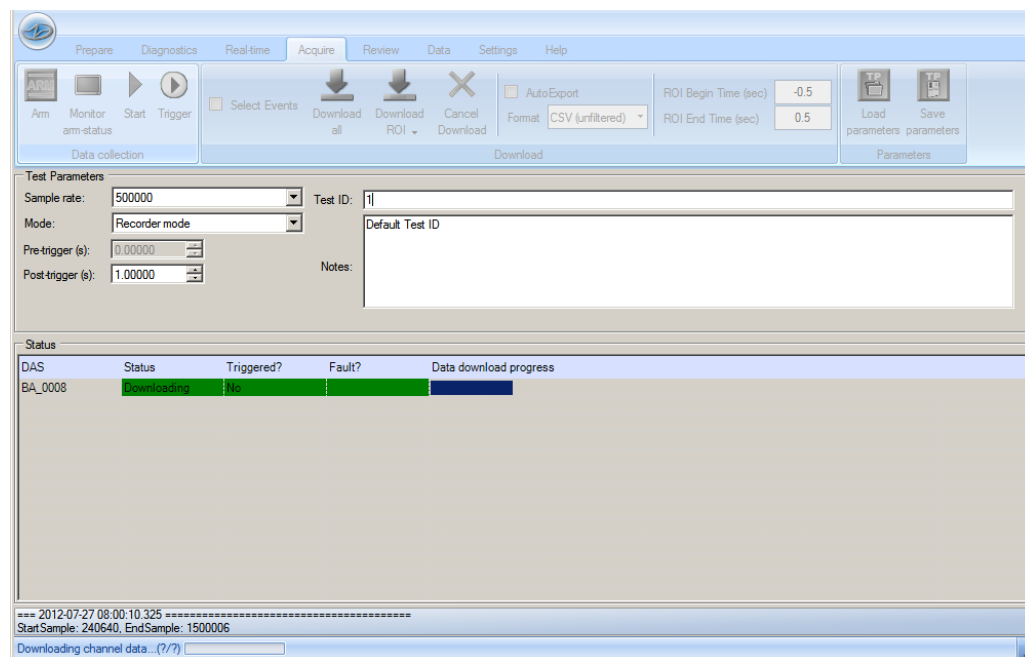 Prepare Diagnostics Real-time Acquire Review Data Settings Help
ARM
TP TP
Arm Monitor arm-status Start Trigger
Select Events
Download all Download ROI Cancel Download
AutoExport
Format CSV (unfiltered)
ROI Begin Time (sec) -0.5
ROI End Time (sec) 0.5
Load parameters Save parameters
Data collection Download Parameters
Test Parameters
Sample rate: 500000
Mode: Recorder mode
Pre-trigger (s): 0.00000
Post-trigger (s): 1.00000
Test ID: 1
Notes: Default Test ID
Status
DAS Status Triggered? Fault? Data download progress
BA_0008 Downloading No
=== 2012-07-27 08:00:10.325 ========================================
StartSample: 240640, EndSample: 1500006
Downloading channel data...(?/?)